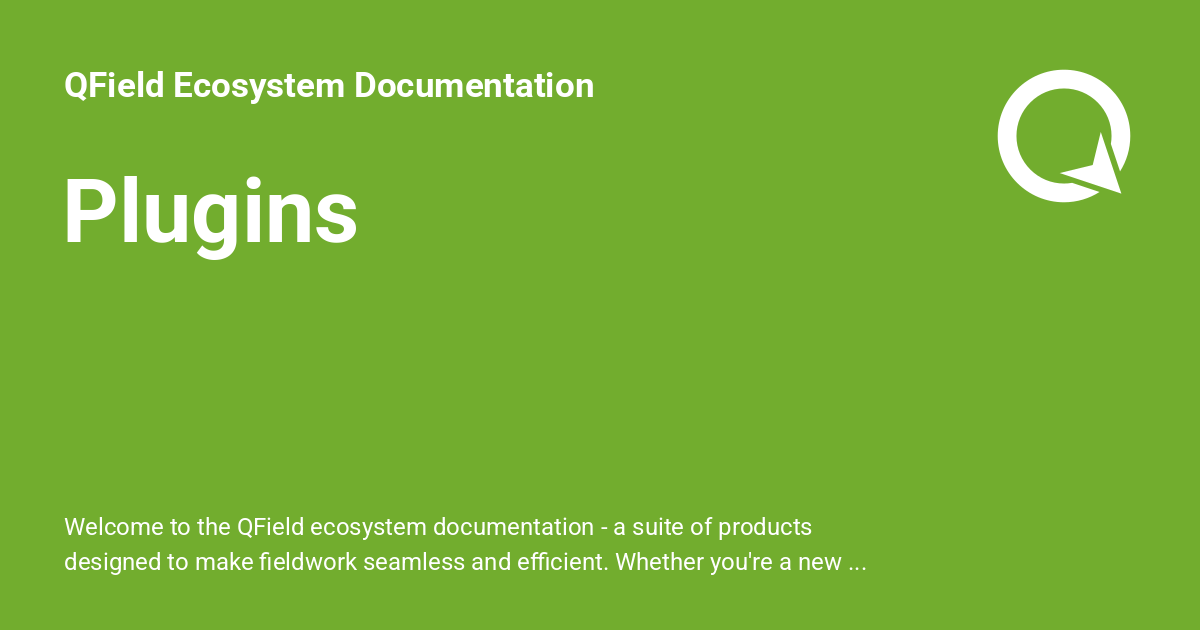 QField Ecosystem Documentation
Plugins
Welcome to the QField ecosystem documentation - a suite of products
designed to make fieldwork seamless and efficient. Whether you're a new ...